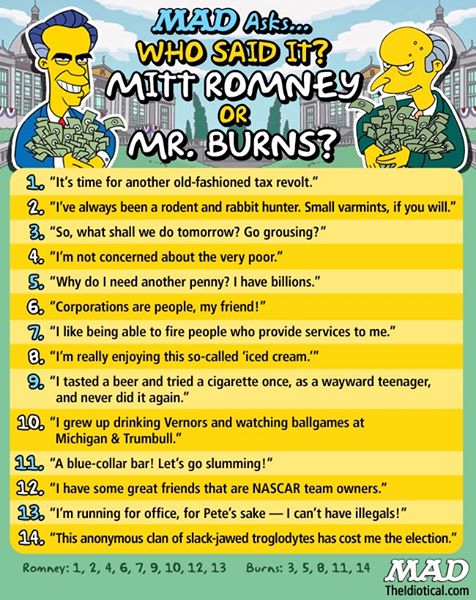 MAD Asks...
WHO SAID IT?
MITT ROMNEY
OR
MR. BURNS?
1. “It’s time for another old-fashioned tax revolt.”
2. “I’ve always been a rodent and rabbit hunter. Small varmints, if you will.”
3. “So, what shall we do tomorrow? Go grousing?”
4. “I’m not concerned about the very poor.”
5. “Why do I need another penny? I have billions.”
6. “Corporations are people, my friend!”
7. “I like being able to fire people who provide services to me.”
8. “I’m really enjoying this so-called ‘iced cream.’”
9. “I tasted a beer and tried a cigarette once, as a wayward teenager,
and never did it again.”
10. “I grew up drinking Vernors and watching ballgames at
Michigan & Trumbull.”
11. “A blue-collar bar! Let’s go slumming!”
12. “I have some great friends that are NASCAR team owners.”
13. “I’m running for office, for Pete’s sake — I can’t have illegals!”
14. “This anonymous clan of slack-jawed troglodytes has cost me the election.”
Romney: 1, 2, 4, 6, 7, 9, 10, 12, 13 Burns: 3, 5, 8, 11, 14
MAD
TheIdiotical.com